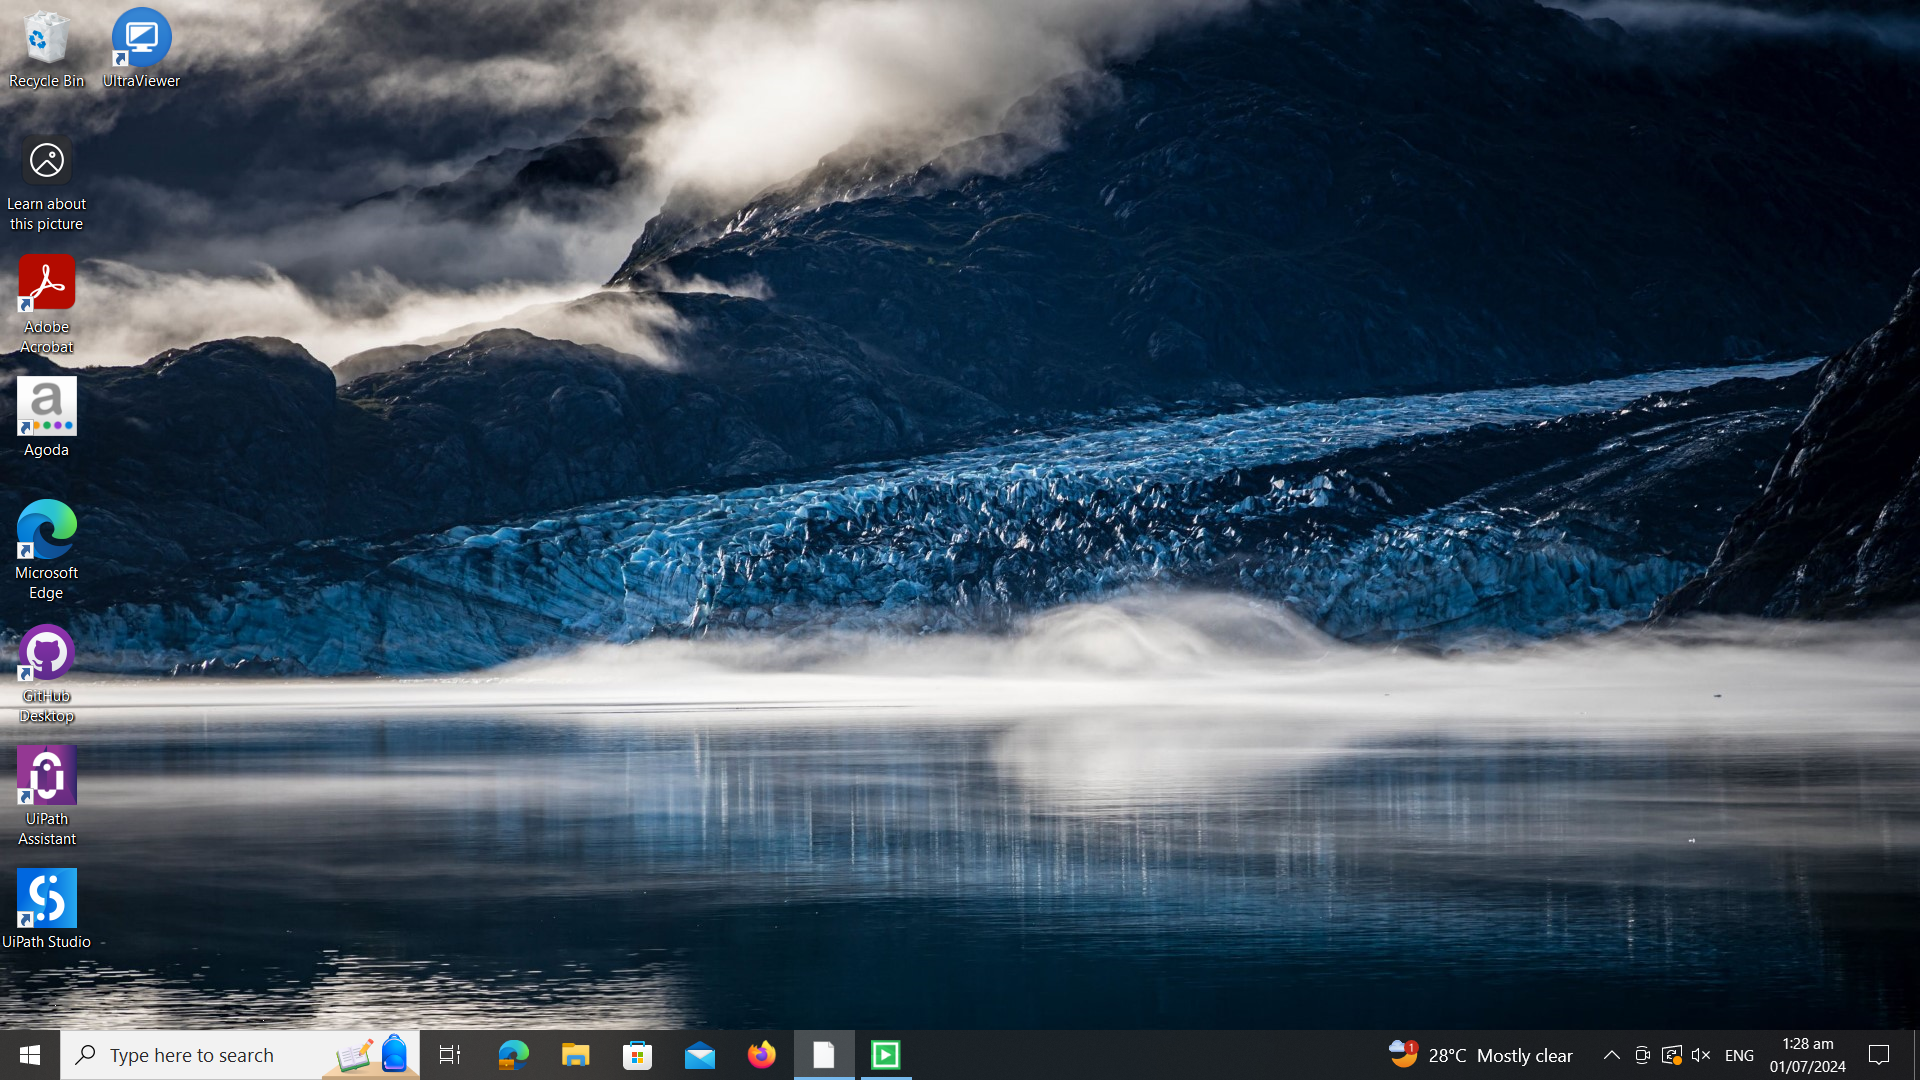 Recycle Bin
UltraViewer
Learn about
this picture
Adobe
Acrobat
a
Agoda
Microsoft
Edge
GitHub
Desktop
UiPath
Assistant
UiPath Studio
Type here to search
1
28°C Mostly clear
ENG
1:28 am
01/07/2024